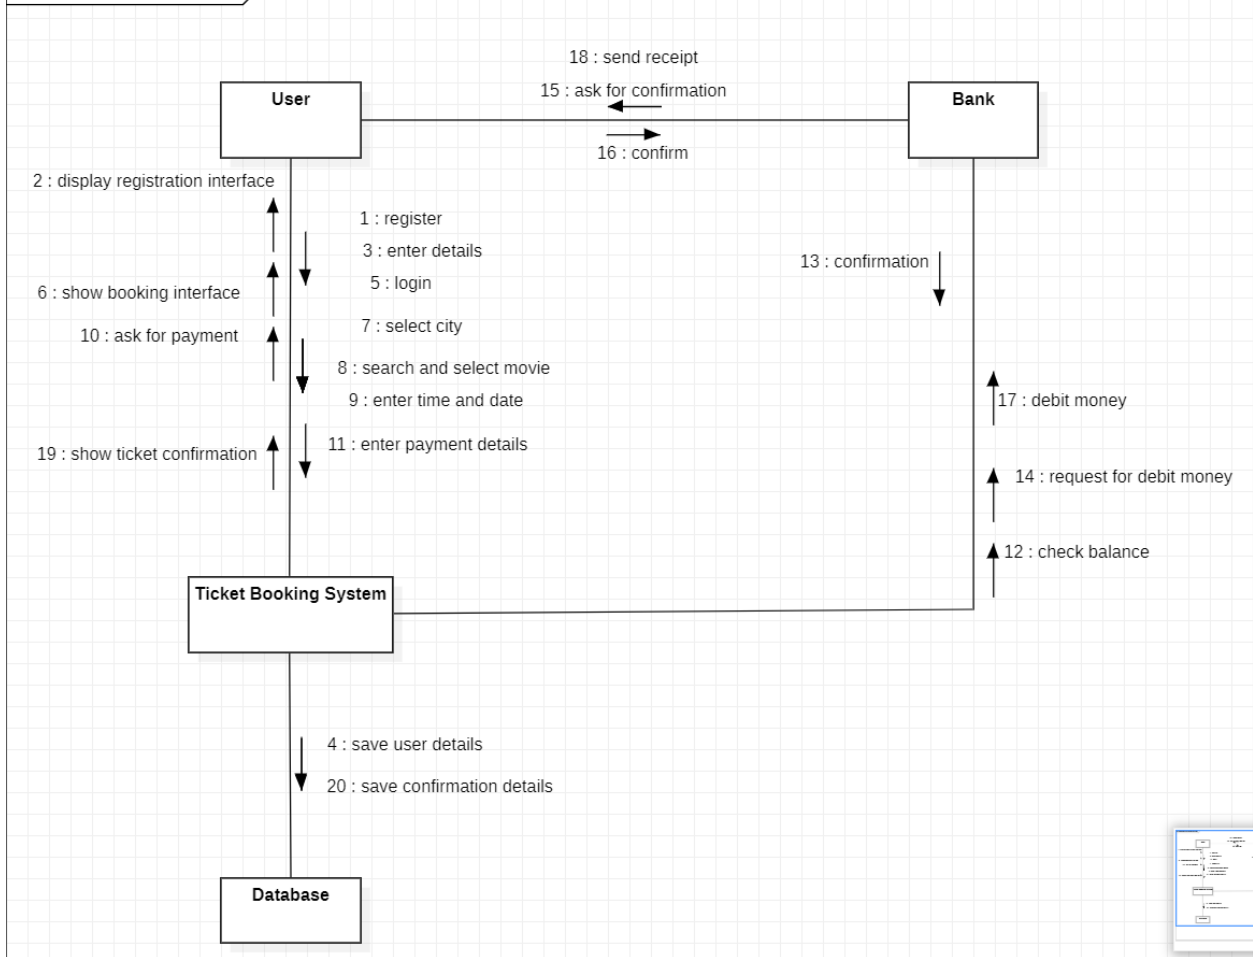 18 : send receipt
15 : ask for confirmation
User
Bank
16 : confirm
2 : display registration interface
1 : register
3 : enter details
13 : confirmation
5 : login
6 : show booking interface
7 : select city
10 : ask for payment
8 : search and select movie
9 : enter time and date
17 : debit money
11 : enter payment details
19 : show ticket confirmation
14 : request for debit money
12 : check balance
Ticket Booking System
4 : save user details
20 : save confirmation details
Database